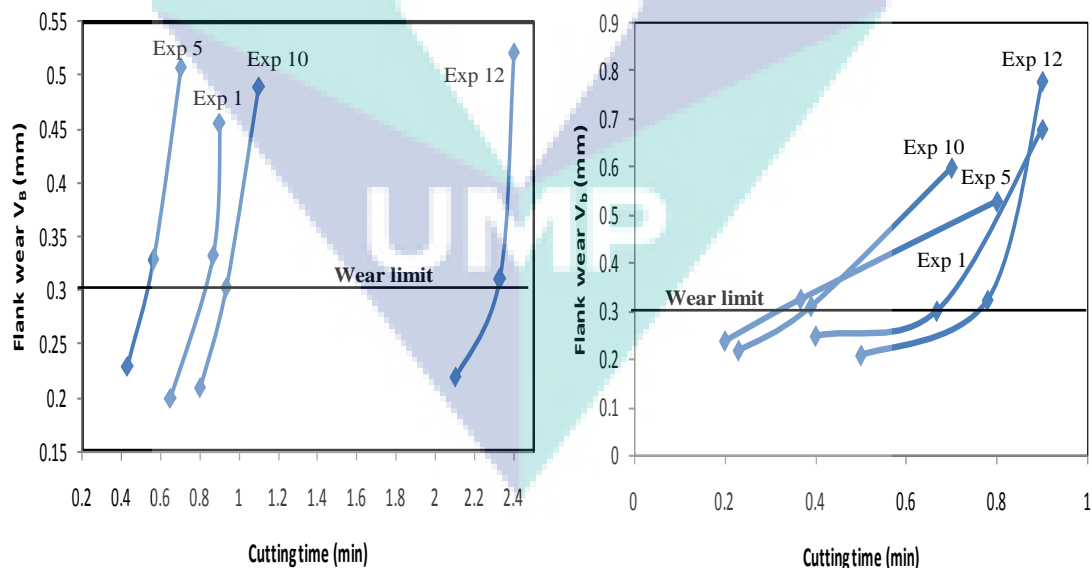 0.55
0.5
0.45
0.4
0.35
0.3
0.25
0.2
0.15
Flank wear V_B (mm)
Exp 5
Exp 1
Exp 10
Exp 12
Wear limit
0.2 0.4 0.6 0.8 1 1.2 1.4 1.6 1.8 2 2.2 2.4
Cutting time (min)
0.9
0.8
0.7
0.6
0.5
0.4
0.3
0.2
0.1
0
Flank wear V_b (mm)
Exp 12
Exp 10
Exp 5
Exp 1
Wear limit
0 0.2 0.4 0.6 0.8 1
Cutting time (min)
UMP